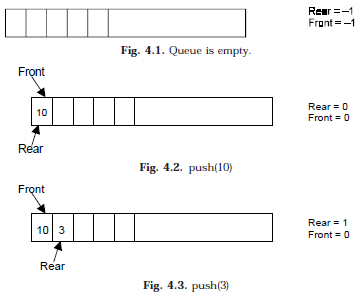 Rear = –1
Front = –1
Fig. 4.1. Queue is empty.
Front
10
Rear = 0
Front = 0
Rear
Fig. 4.2. push(10)
Front
10 3
Rear = 1
Front = 0
Rear
Fig. 4.3. push(3)